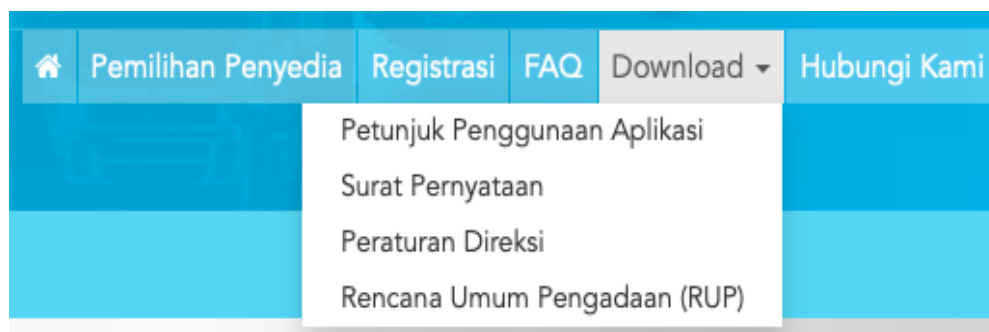 Pemilihan Penyedia Registrasi FAQ Download Hubungi Kami
Petunjuk Penggunaan Aplikasi
Surat Pernyataan
Peraturan Direksi
Rencana Umum Pengadaan (RUP)